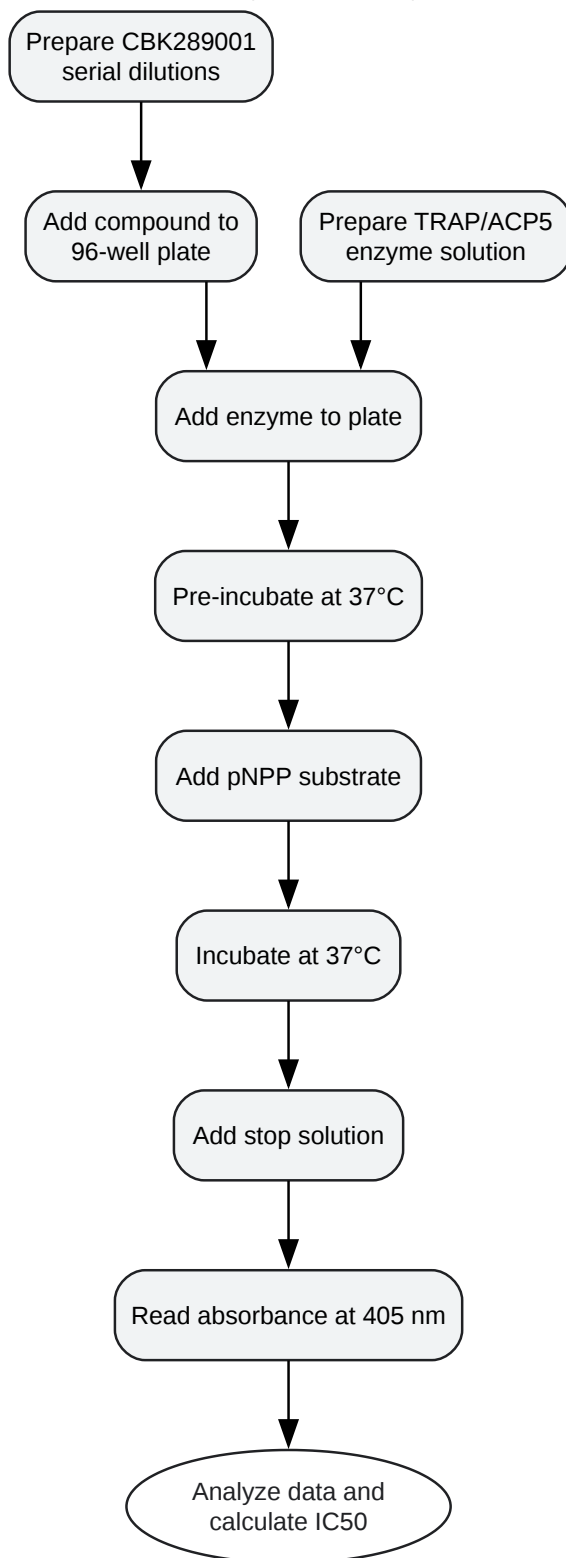 Prepare CBK289001
serial dilutions
Add compound to
96-well plate
Prepare TRAP/ACP5
enzyme solution
Add enzyme to plate
Pre-incubate at 37°C
Add pNPP substrate
Incubate at 37°C
Add stop solution
Read absorbance at 405 nm
Analyze data and
calculate IC50